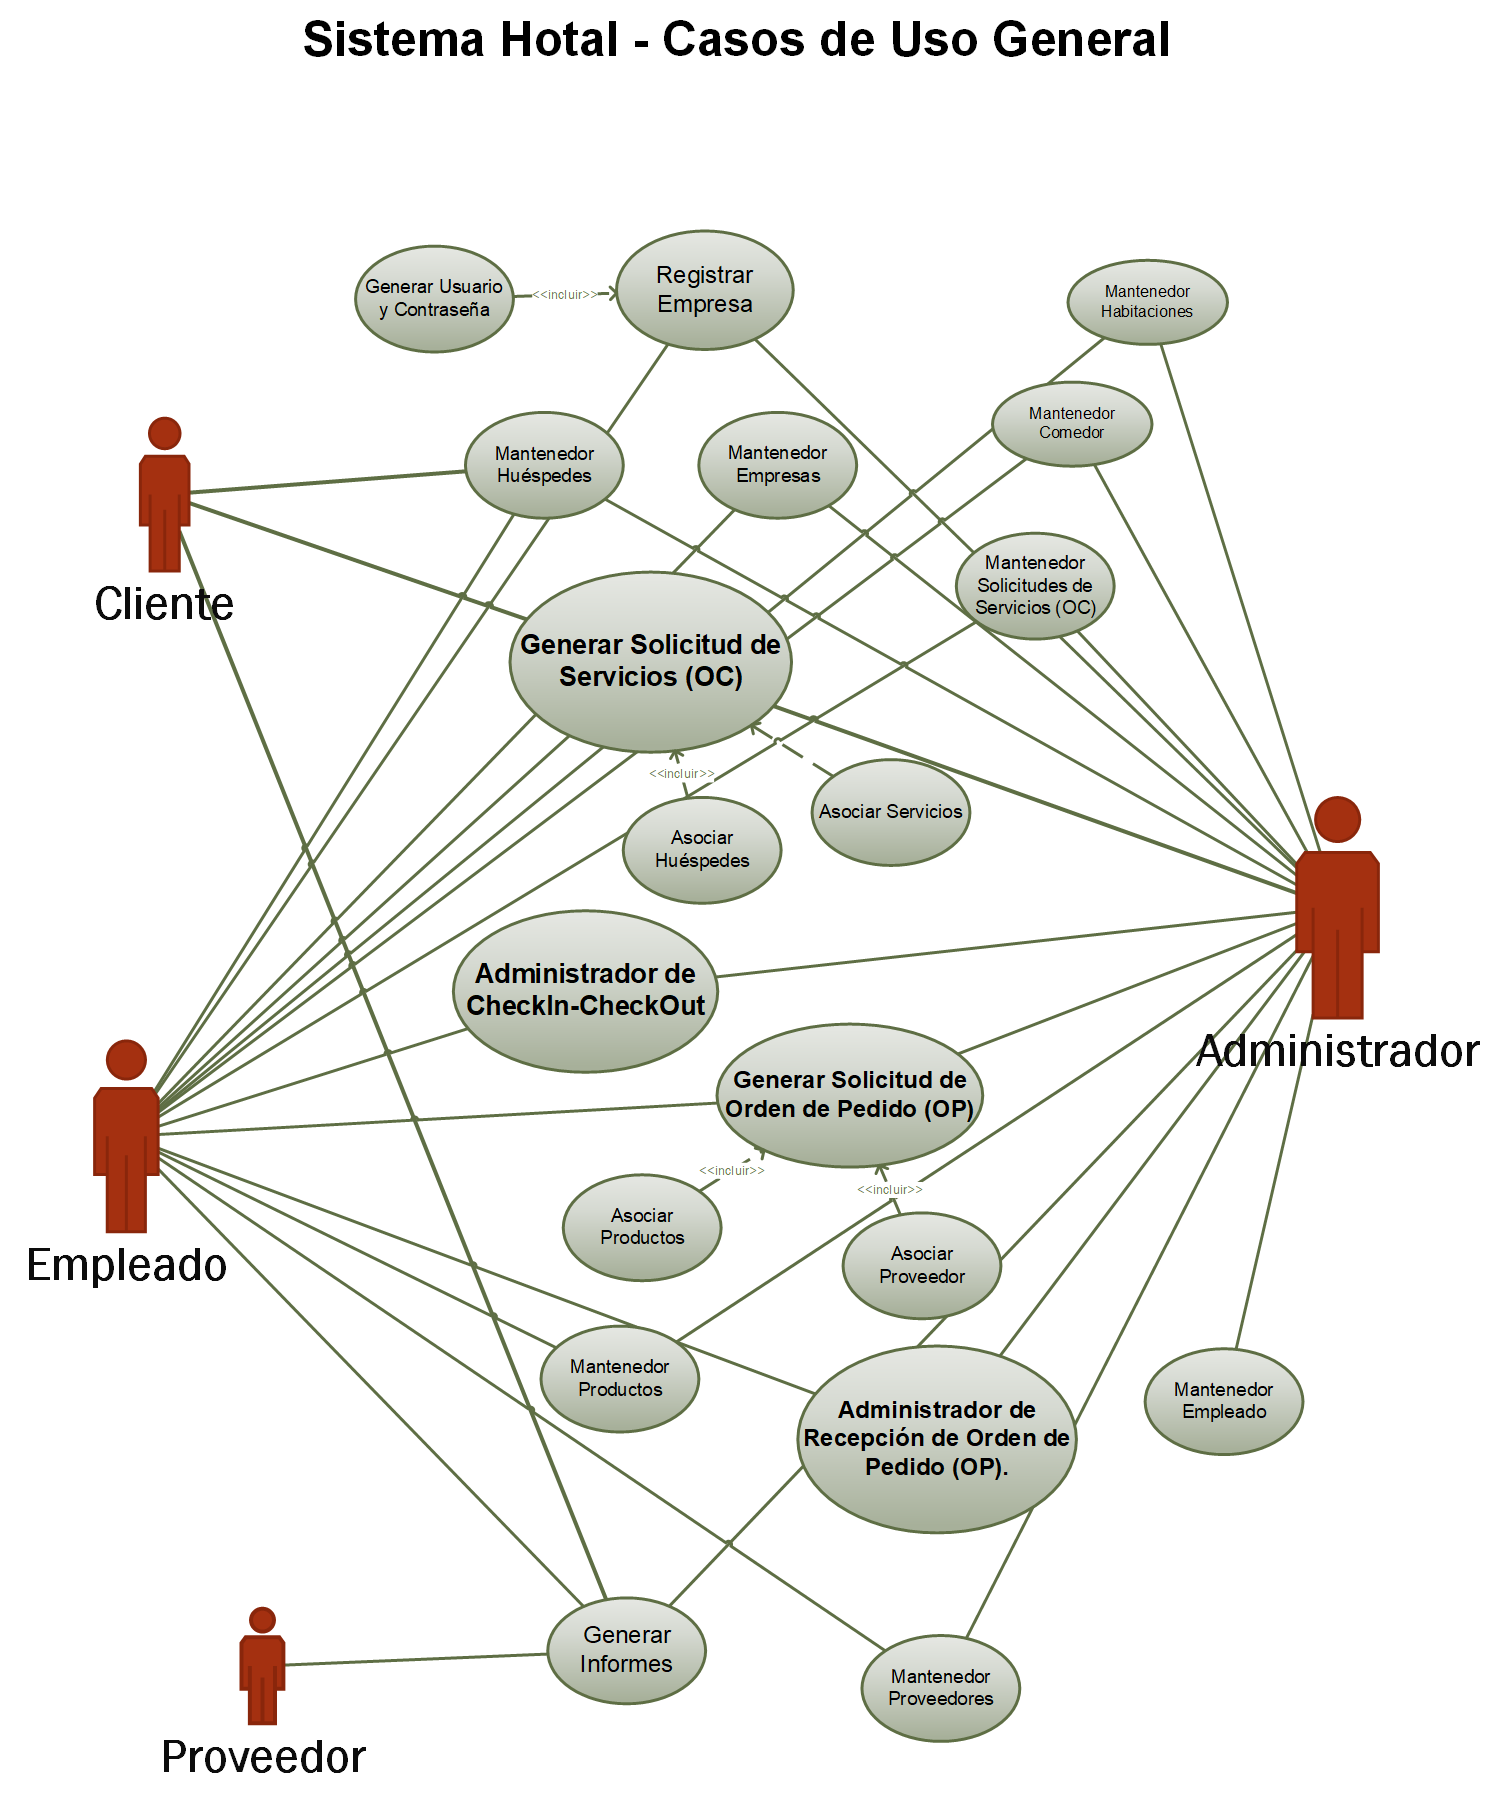 Sistema Hotal - Casos de Uso General
Generar Usuario
y Contraseña
<<incluir>>
Registrar
Empresa
Mantenedor
Habitaciones
Mantenedor
Comedor
Mantenedor
Huéspedes
Mantenedor
Empresas
Cliente
Mantenedor
Solicitudes de
Servicios (OC)
Generar Solicitud de
Servicios (OC)
<<incluir>>
Asociar
Huéspedes
Asociar Servicios
Administrador de
CheckIn-CheckOut
Administrador
Generar Solicitud de
Orden de Pedido (OP)
Empleado
<<incluir>>
<<incluir>>
Asociar
Productos
Asociar
Proveedor
Mantenedor
Productos
Administrador de
Recepción de Orden de
Pedido (OP).
Mantenedor
Empleado
Generar
Informes
Mantenedor
Proveedores
Proveedor